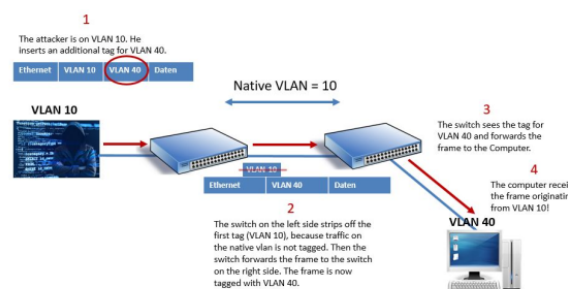 1
The attacker is on VLAN 10. He
inserts an additional tag for VLAN 40.
Ethernet VLAN 10 VLAN 40 Daten
VLAN 10
Native VLAN = 10
3
The switch sees the tag for
VLAN 40 and forwards the
frame to the Computer.
VLAN 10
Ethernet VLAN 40 Daten
2
The switch on the left side strips off the
first tag (VLAN 10), because traffic on
the native vlan is not tagged. Then the
switch forwards the frame to the switch
on the right side. The frame is now
tagged with VLAN 40.
4
The computer recei
the frame originatin
from VLAN 10!
VLAN 40